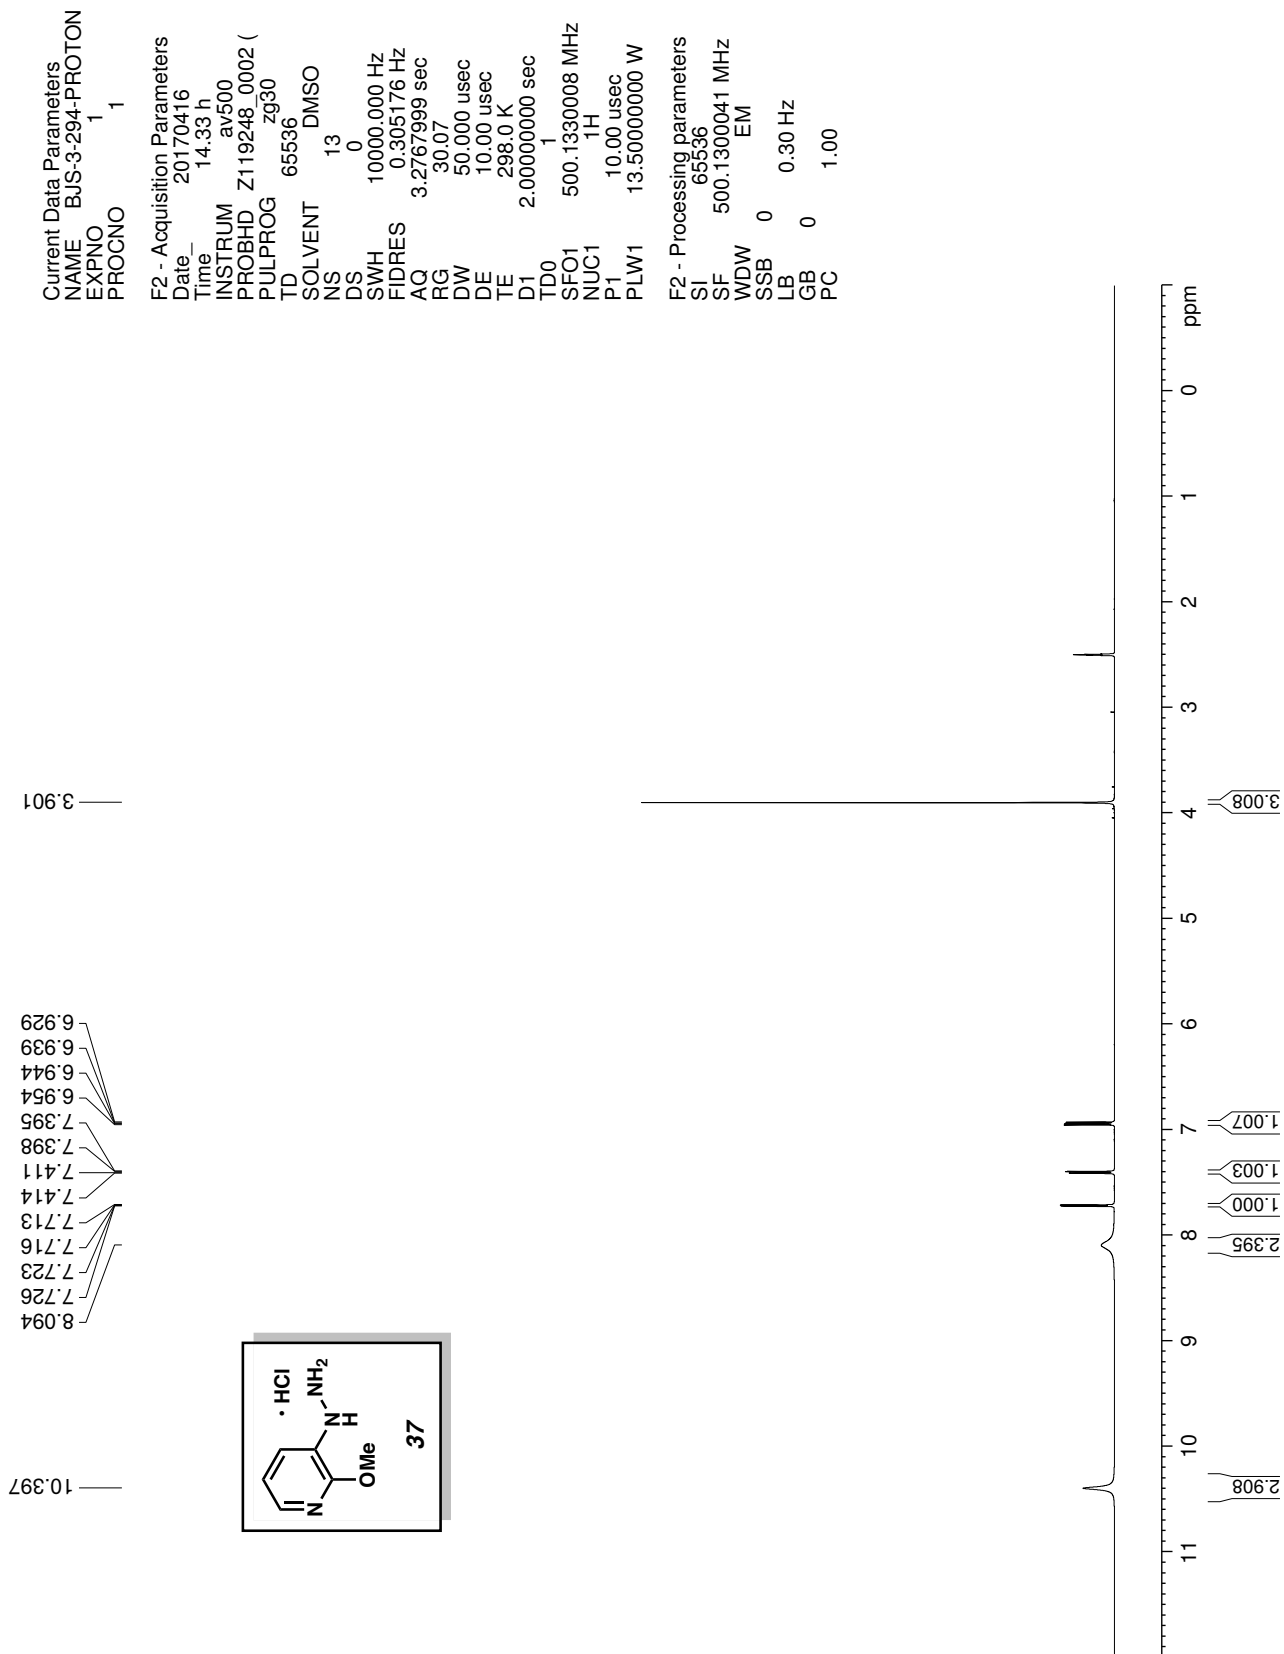 Current Data Parameters
NAME BJS-3-294-PROTON
EXPNO 1
PROCNO 1
F2 - Acquisition Parameters
Date_ 20170416
Time 14.33 h
INSTRUM av500
PROBHD Z119248_0002 (
PULPROG zg30
TD 65536
SOLVENT DMSO
NS 13
DS 0
SWH 10000.000 Hz
FIDRES 0.305176 Hz
AQ 3.2767999 sec
RG 30.07
DW 50.000 usec
DE 10.00 usec
TE 298.0 K
D1 2.00000000 sec
TD0 1
SFO1 500.1330008 MHz
NUC1 1H
P1 10.00 usec
PLW1 13.50000000 W
F2 - Processing parameters
SI 65536
SF 500.1300041 MHz
WDW EM
SSB 0
LB 0.30 Hz
GB 0
PC 1.00
10.397
8.094
7.726
7.723
7.716
7.713
7.414
7.411
7.398
7.395
6.954
6.944
6.939
6.929
3.901
• HCl
N
N
H
NH2
OMe
37
11 10 9 8 7 6 5 4 3 2 1 0 ppm
2.908
2.395
1.000
1.003
1.007
3.008